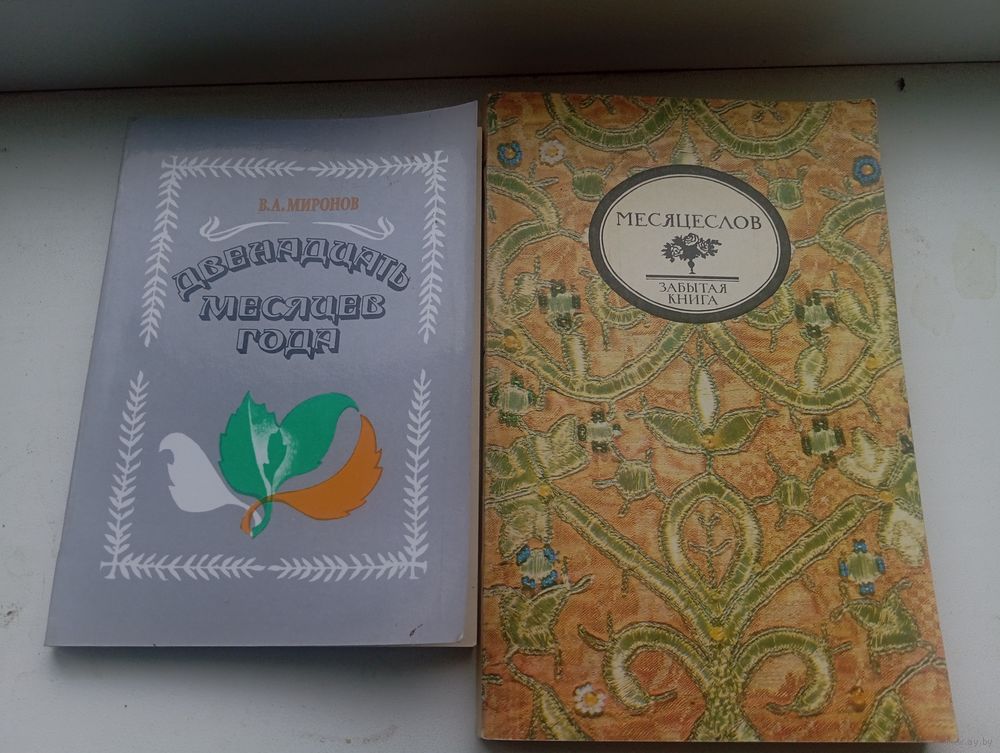 В.А. МИРОНОВ
ДВЕНАДЦАТЬ
МЕСЯЦЕВ
ГОДА
МЕСЯЦЕСЛОВ
ЗАБЫТАЯ
КНИГА